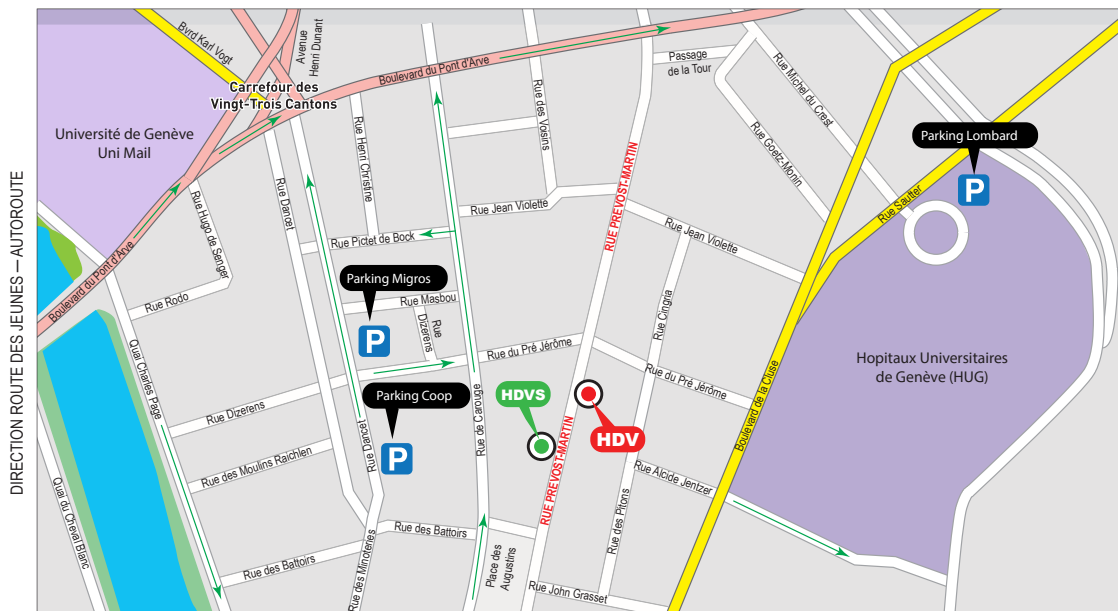 DIRECTION ROUTE DES JEUNES — AUTOROUTE
Bvrd Karl Vogt
Avenue
Henri Dunant
Boulevard du Pont d'Arve
Passage
de la Tour
Rue Michel du Crest
Carrefour des
Vingt-Trois Cantons
Université de Genève
Uni Mail
Rue Henri Christine
Rue des Voisins
Rue Goetz-Monin
Parking Lombard
P
Rue Sautter
RUE PREVOST-MARTIN
Rue Dancet
Rue Hugo de Senger
Rue Jean Violette
Rue Jean Violette
Rue Pictet de Bock
Boulevard du Pont d'Arve
Rue Rodo
Parking Migros
P
Rue Masbou
Rue
Dizerens
Rue Cingria
Quai Charles Page
Rue du Pré Jérôme
Rue du Pré Jérôme
Hopitaux Universitaires
de Genève (HUG)
Rue Dizerens
Parking Coop
P
Rue Dancet
Rue de Carouge
HDVS
HDV
Boulevard de la Cluse
Rue des Moulins Raichlen
RUE PREVOST-MARTIN
Rue Alcide Jentzer
Quai du Cheval Blanc
Rue des Battoirs
Rue des Battoirs
Rue des Minoteries
Place des
Augustins
Rue des Pitons
Rue John Grasset